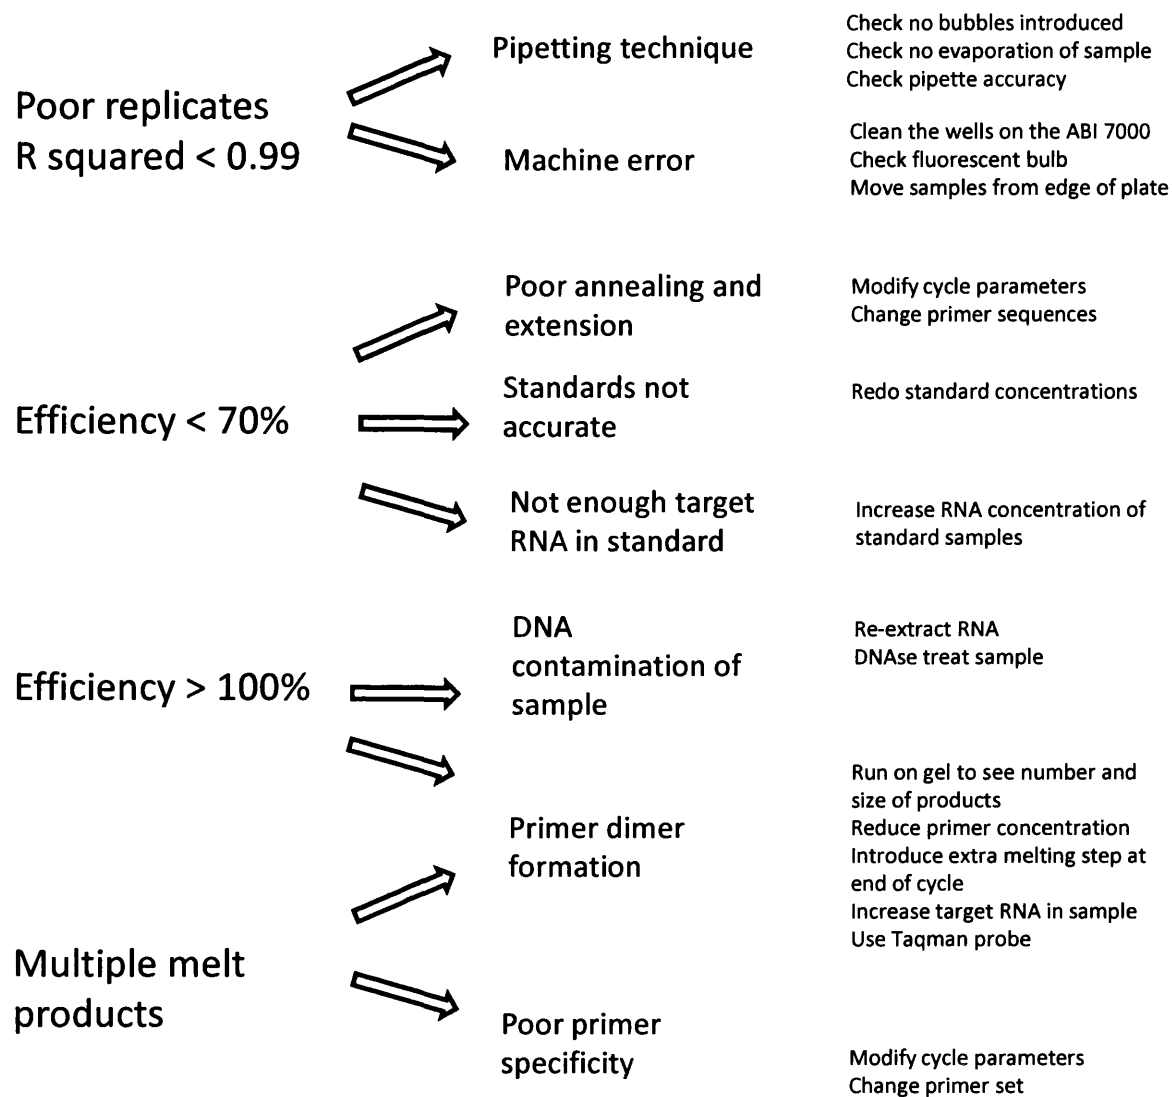 Poor replicates
R squared < 0.99
Pipetting technique
Check no bubbles introduced
Check no evaporation of sample
Check pipette accuracy
Machine error
Clean the wells on the ABI 7000
Check fluorescent bulb
Move samples from edge of plate
Efficiency < 70%
Poor annealing and
extension
Modify cycle parameters
Change primer sequences
Standards not
accurate
Redo standard concentrations
Not enough target
RNA in standard
Increase RNA concentration of
standard samples
Efficiency > 100%
DNA
contamination of
sample
Re-extract RNA
DNAse treat sample
Primer dimer
formation
Run on gel to see number and
size of products
Reduce primer concentration
Introduce extra melting step at
end of cycle
Increase target RNA in sample
Use Taqman probe
Multiple melt
products
Poor primer
specificity
Modify cycle parameters
Change primer set